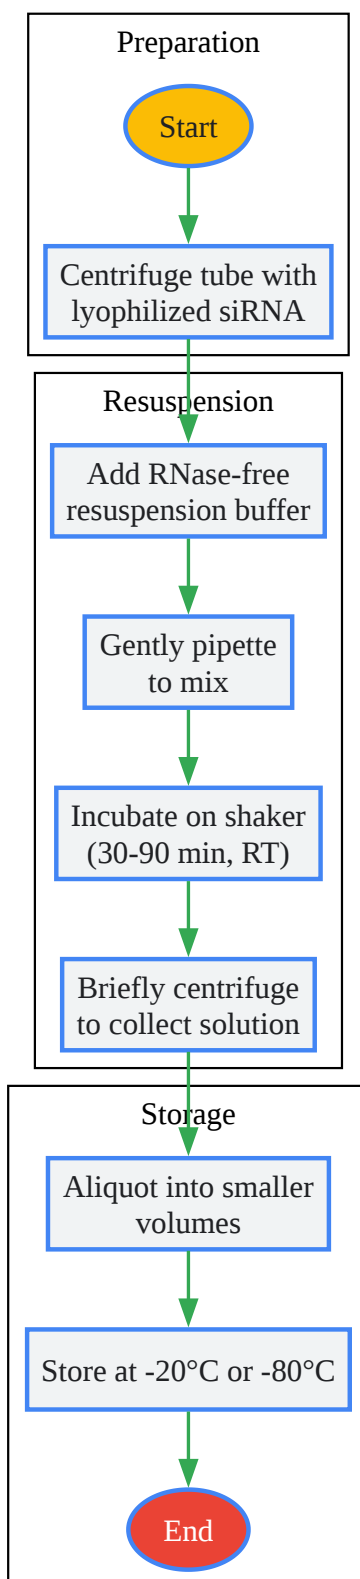 Preparation
Start
Centrifuge tube with
lyophilized siRNA
Resuspension
Add RNase-free
resuspension buffer
Gently pipette
to mix
Incubate on shaker
(30-90 min, RT)
Briefly centrifuge
to collect solution
Storage
Aliquot into smaller
volumes
Store at -20°C or -80°C
End